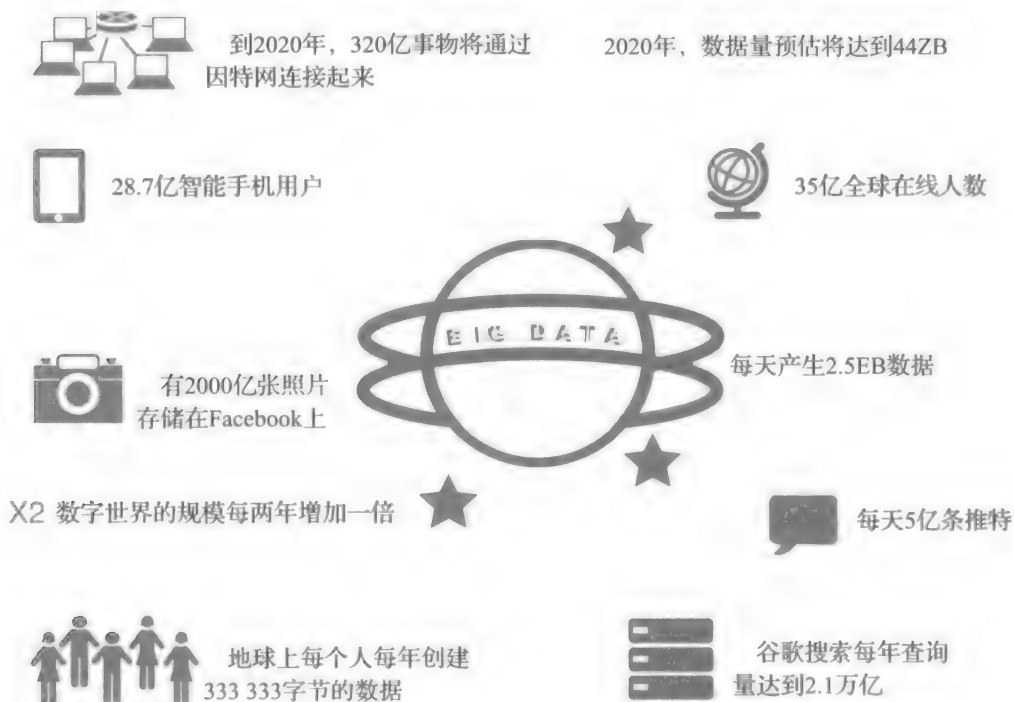 到2020年，320亿事物将通过
因特网连接起来
2020年，数据量预估将达到44ZB
28.7亿智能手机用户
35亿全球在线人数
BIG DATA
每天产生2.5EB数据
有2000亿张照片
存储在Facebook上
X2 数字世界的规模每两年增加一倍
每天5亿条推特
地球上每个人每年创建
333 333字节的数据
谷歌搜索每年查询
量达到2.1万亿